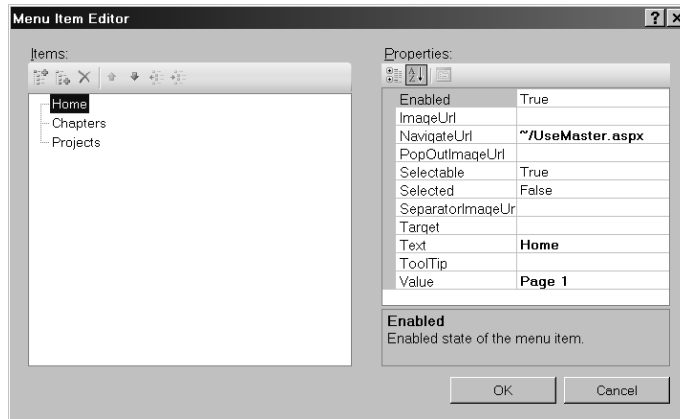 Menu Item Editor
Items:
Properties:
Home
Chapters
Projects
Enabled True
ImageUrl
NavigateUrl ~/UseMaster.aspx
PopOutImageUrl
Selectable True
Selected False
SeparatorImageUr
Target
Text Home
ToolTip
Value Page 1
Enabled
Enabled state of the menu item.
OK Cancel